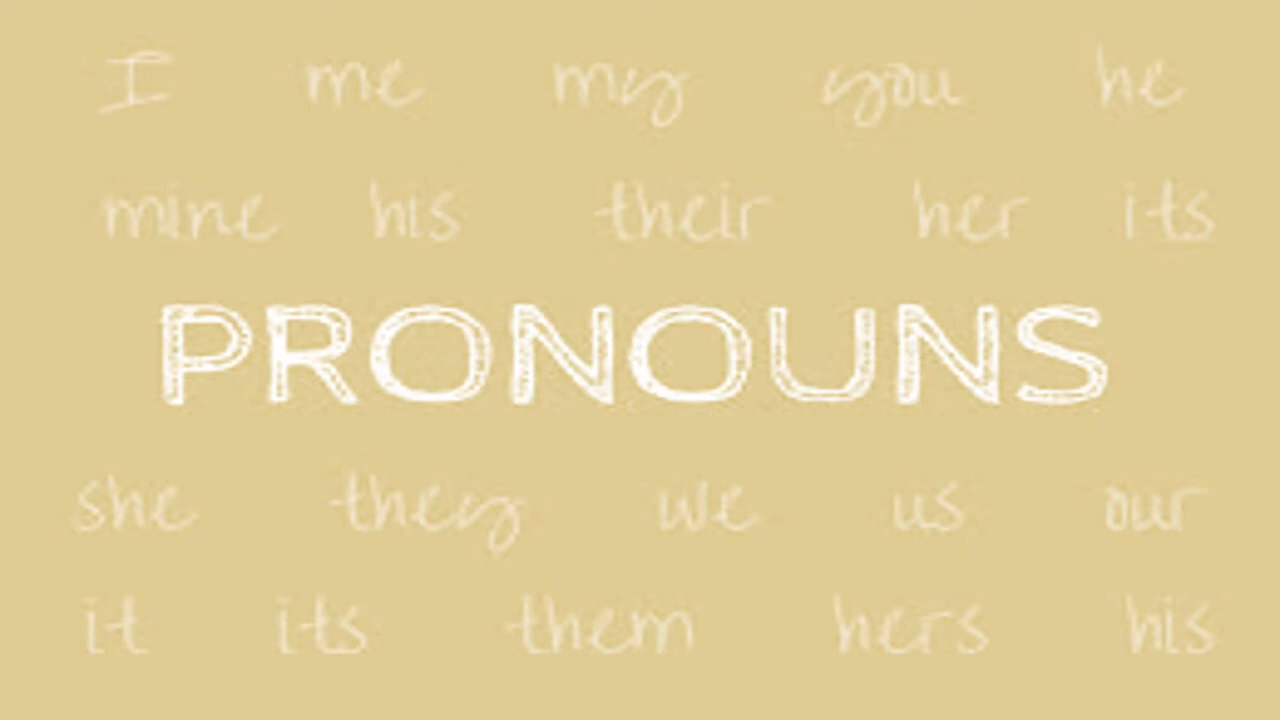 I me my you he
mine his their her its
PRONOUNS
she they we us our
it its them hers his